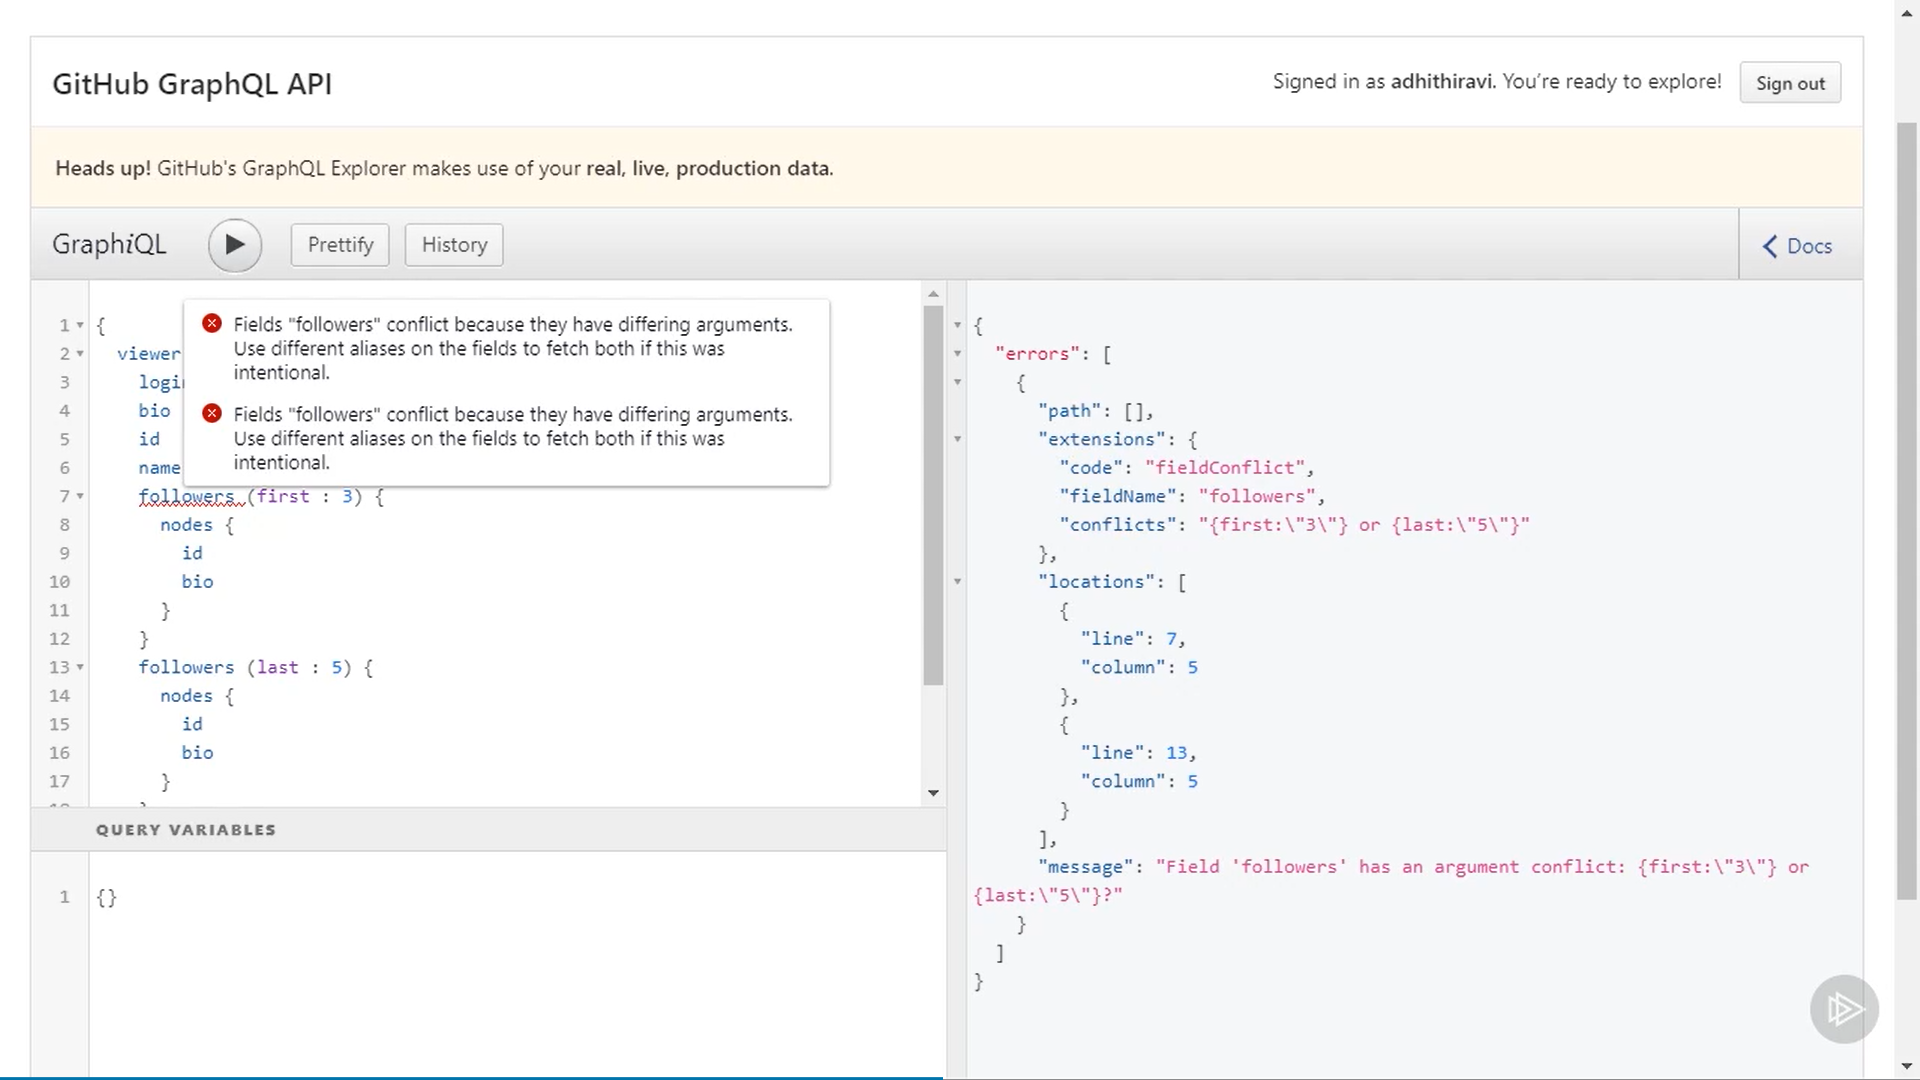 GitHub GraphQL API
Signed in as adhithiravi. You're ready to explore!
Sign out
Heads up! GitHub's GraphQL Explorer makes use of your real, live, production data.
GraphiQL
Prettify
History
Docs
Fields "followers" conflict because they have differing arguments.
Use different aliases on the fields to fetch both if this was
intentional.
Fields "followers" conflict because they have differing arguments.
Use different aliases on the fields to fetch both if this was
intentional.
1 {
2 viewer
3 login
4 bio
5 id
6 name
7 followers (first : 3) {
8 nodes {
9 id
10 bio
11 }
12 }
13 followers (last : 5) {
14 nodes {
15 id
16 bio
17 }
QUERY VARIABLES
1 {}
{
"errors": [
{
"path": [],
"extensions": {
"code": "fieldConflict",
"fieldName": "followers",
"conflicts": "{first:\"3\"} or {last:\"5\"}"
},
"locations": [
{
"line": 7,
"column": 5
},
{
"line": 13,
"column": 5
}
],
"message": "Field 'followers' has an argument conflict: {first:\"3\"} or
{last:\"5\"}?"
}
]
}